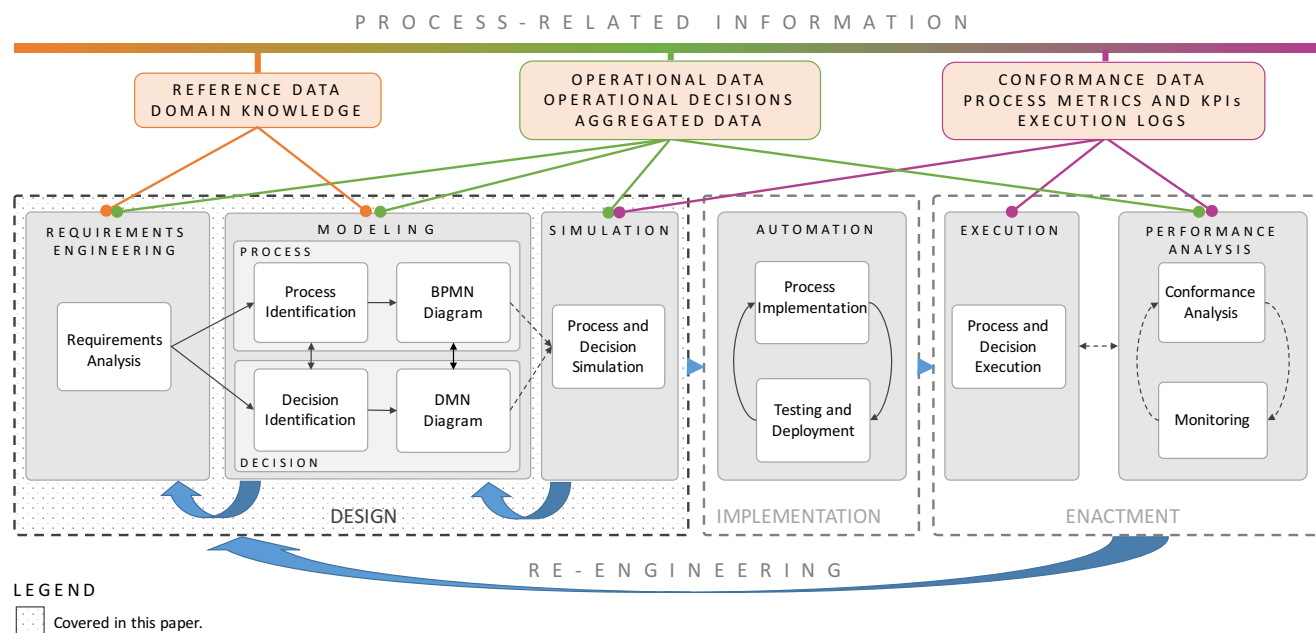 PROCESS-RELATED INFORMATION
REFERENCE DATA
DOMAIN KNOWLEDGE
OPERATIONAL DATA
OPERATIONAL DECISIONS
AGGREGATED DATA
CONFORMANCE DATA
PROCESS METRICS AND KPIs
EXECUTION LOGS
REQUIREMENTS
ENGINEERING
Requirements
Analysis
MODELING
PROCESS
Process
Identification
BPMN
Diagram
Decision
Identification
DMN
Diagram
DECISION
SIMULATION
Process and
Decision
Simulation
DESIGN
AUTOMATION
Process
Implementation
Testing and
Deployment
IMPLEMENTATION
EXECUTION
Process and
Decision
Execution
PERFORMANCE
ANALYSIS
Conformance
Analysis
Monitoring
ENACTMENT
RE-ENGINEERING
LEGEND
Covered in this paper.